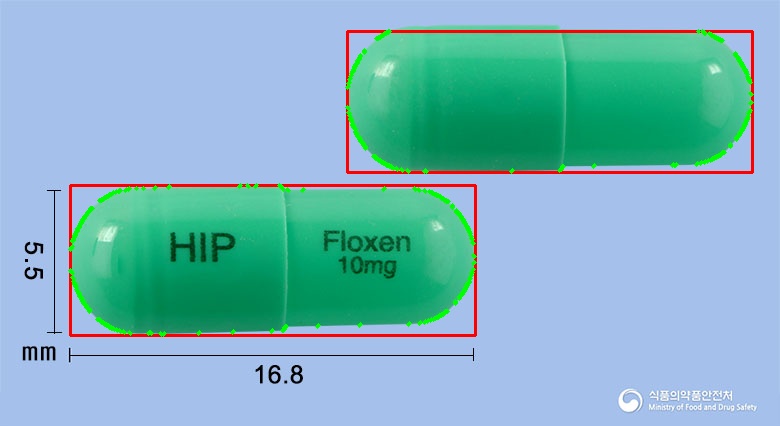 HIP
Floxen
10mg
5.5
mm
16.8
식품의약품안전처
Ministry of Food and Drug Safety